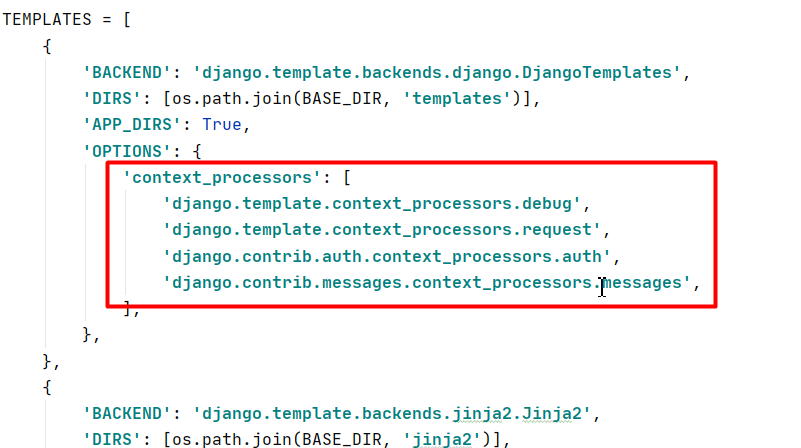 TEMPLATES = [
    {
        'BACKEND': 'django.template.backends.django.DjangoTemplates',
        'DIRS': [os.path.join(BASE_DIR, 'templates')],
        'APP_DIRS': True,
        'OPTIONS': {
            'context_processors': [
                'django.template.context_processors.debug',
                'django.template.context_processors.request',
                'django.contrib.auth.context_processors.auth',
                'django.contrib.messages.context_processors.messages',
            ],
        },
    },
    {
        'BACKEND': 'django.template.backends.jinja2.Jinja2',
        'DIRS': [os.path.join(BASE_DIR, 'jinja2')],